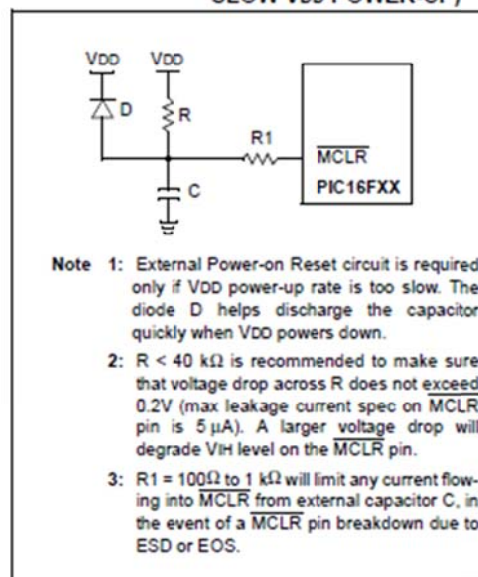 VDD VDD
D
R
R1
MCLR
C
PIC16FXX
Note 1: External Power-on Reset circuit is required
only if VDD power-up rate is too slow. The
diode D helps discharge the capacitor
quickly when VDD powers down.
2: R < 40 kΩ is recommended to make sure
that voltage drop across R does not exceed
0.2V (max leakage current spec on MCLR
pin is 5 μA). A larger voltage drop will
degrade VIH level on the MCLR pin.
3: R1 = 100Ω to 1 kΩ will limit any current flow-
ing into MCLR from external capacitor C, in
the event of a MCLR pin breakdown due to
ESD or EOS.